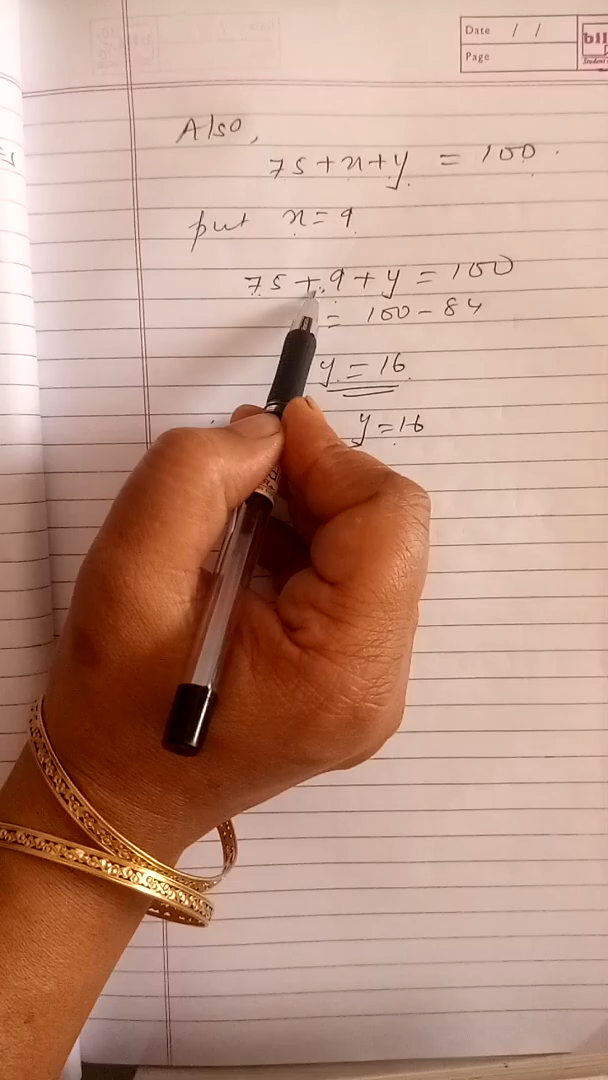 Date / /
Page
Also,
75 + x + y = 100.
put x = 9
75 + 9 + y = 100
= 100 - 84
y = 16
y = 16